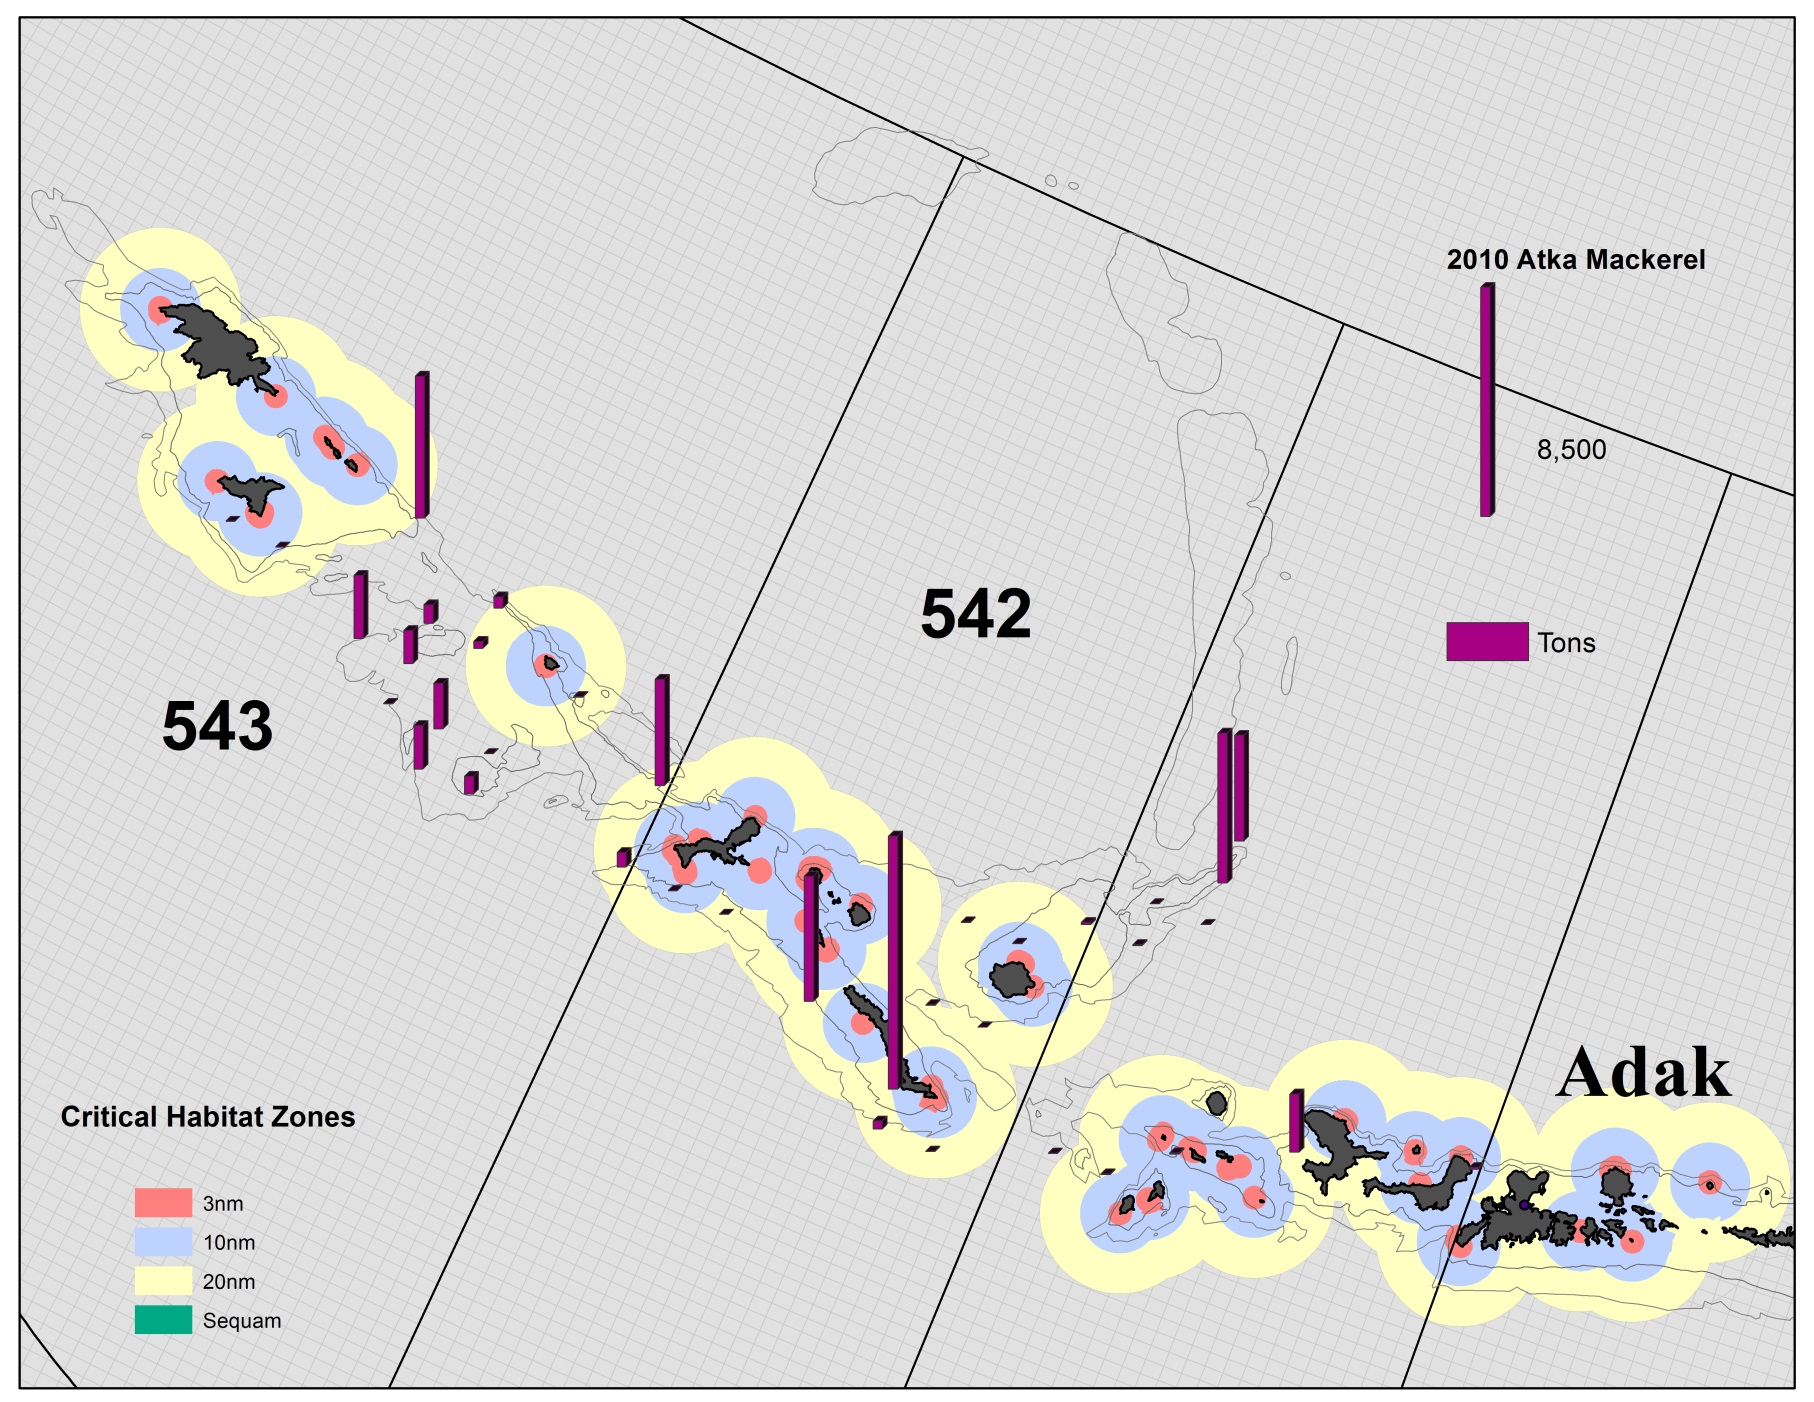 2010 Atka Mackerel
8,500
542
Tons
543
Adak
Critical Habitat Zones
3nm
10nm
20nm
Sequam